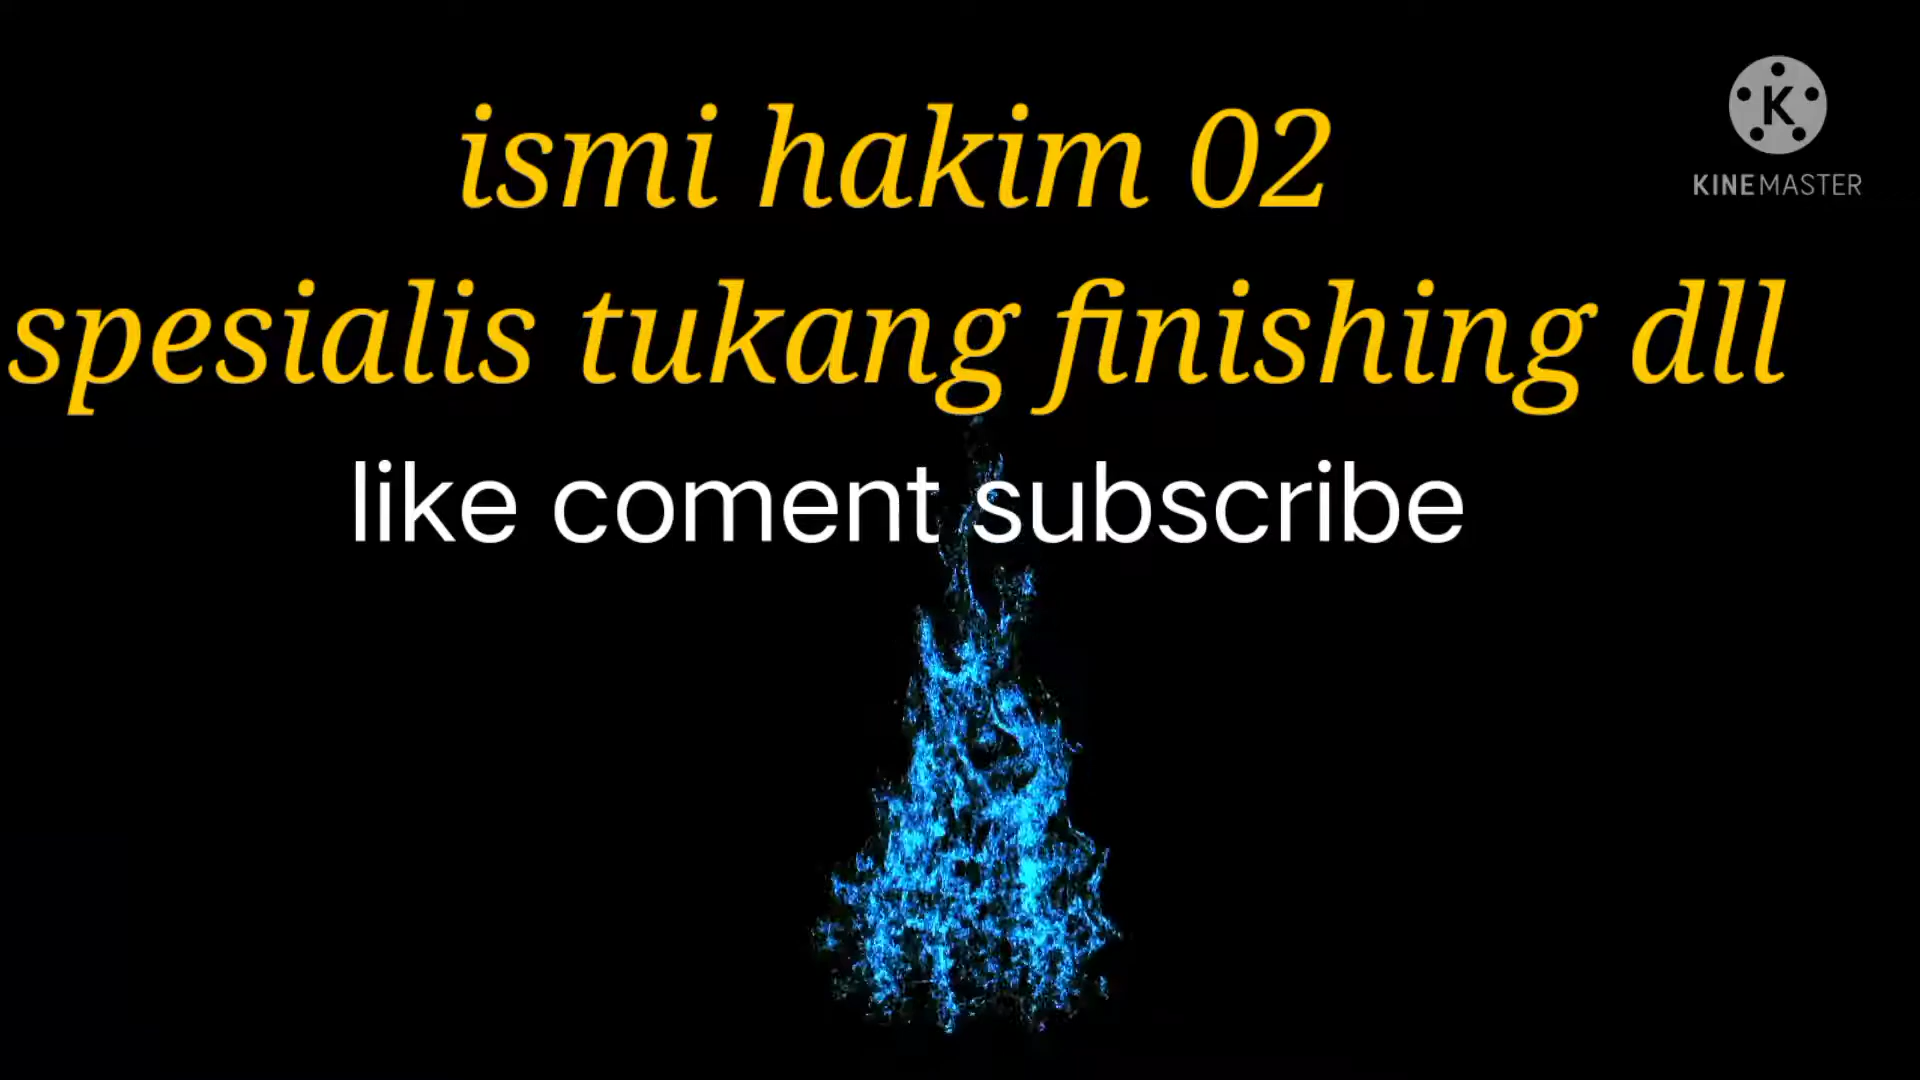 ismi hakim 02
spesialis tukang finishing dll
like coment subscribe
K
KINEMASTER